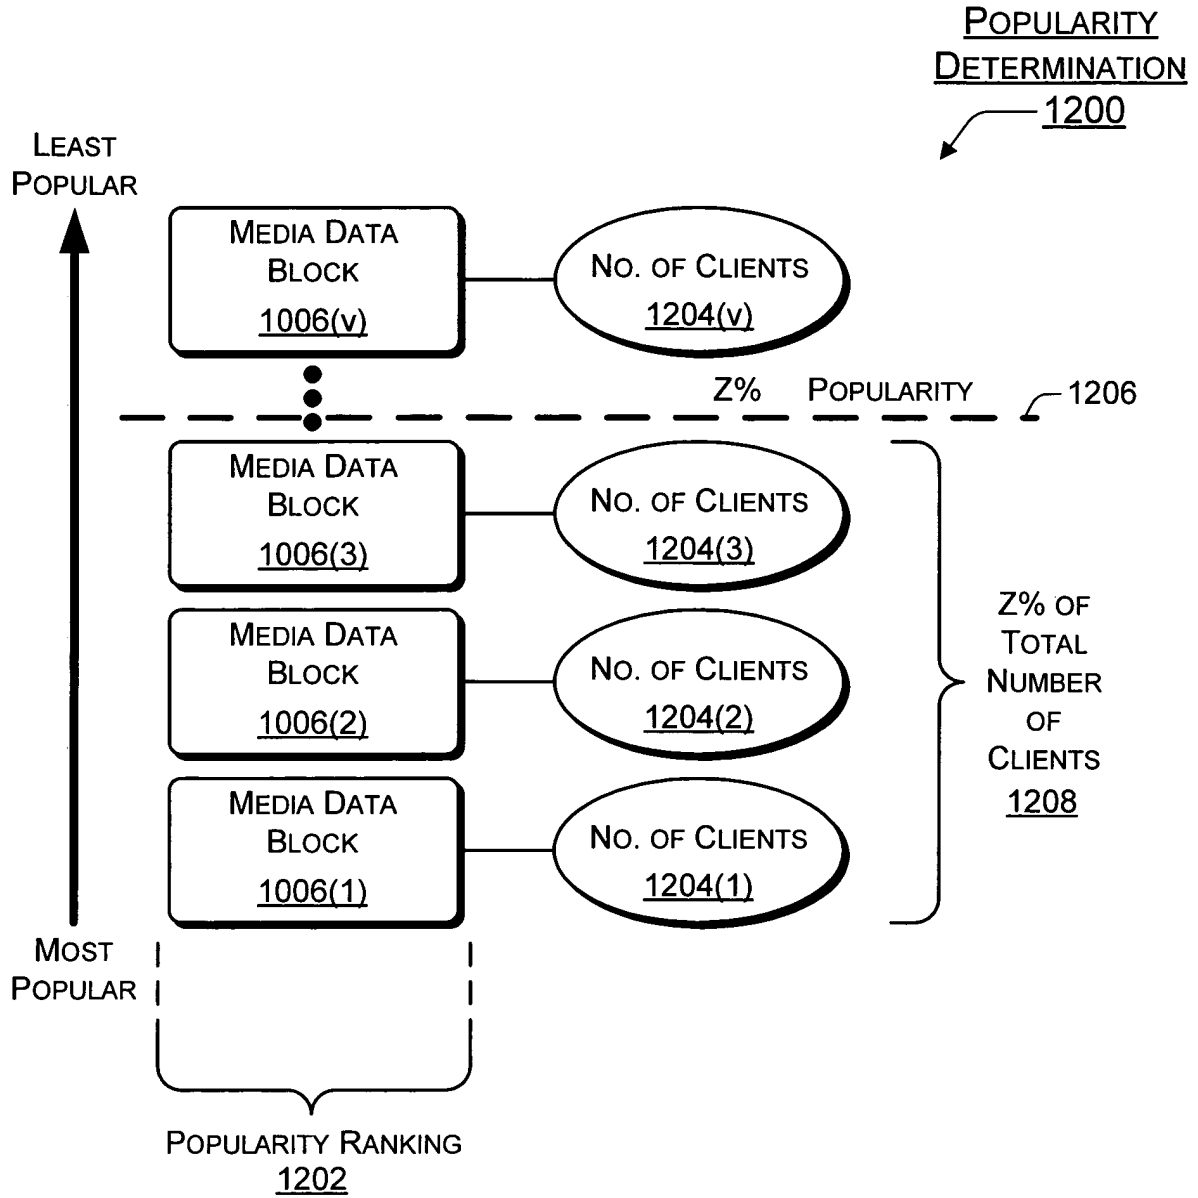 POPULARITY
DETERMINATION
1200
LEAST
POPULAR
MEDIA DATA
BLOCK
1006(v)
NO. OF CLIENTS
1204(v)
Z% POPULARITY
1206
MEDIA DATA
BLOCK
1006(3)
NO. OF CLIENTS
1204(3)
MEDIA DATA
BLOCK
1006(2)
NO. OF CLIENTS
1204(2)
MEDIA DATA
BLOCK
1006(1)
NO. OF CLIENTS
1204(1)
Z% OF
TOTAL
NUMBER
OF
CLIENTS
1208
MOST
POPULAR
POPULARITY RANKING
1202